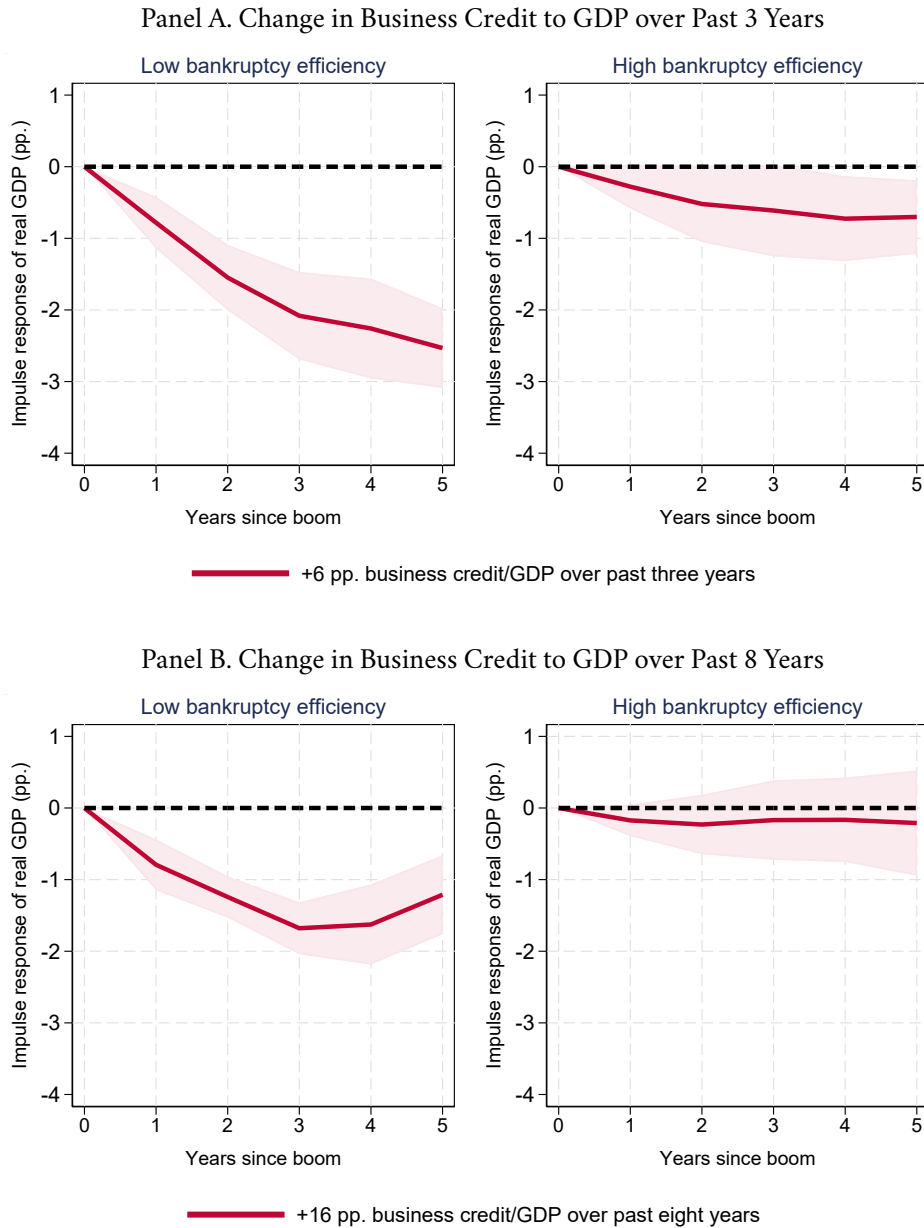 Panel A. Change in Business Credit to GDP over Past 3 Years
Low bankruptcy efficiency
High bankruptcy efficiency
Impulse response of real GDP (pp.)
1
0
-1
-2
-3
-4
0 1 2 3 4 5
Years since boom
Impulse response of real GDP (pp.)
1
0
-1
-2
-3
-4
0 1 2 3 4 5
Years since boom
+6 pp. business credit/GDP over past three years
Panel B. Change in Business Credit to GDP over Past 8 Years
Low bankruptcy efficiency
High bankruptcy efficiency
Impulse response of real GDP (pp.)
1
0
-1
-2
-3
-4
0 1 2 3 4 5
Years since boom
Impulse response of real GDP (pp.)
1
0
-1
-2
-3
-4
0 1 2 3 4 5
Years since boom
+16 pp. business credit/GDP over past eight years